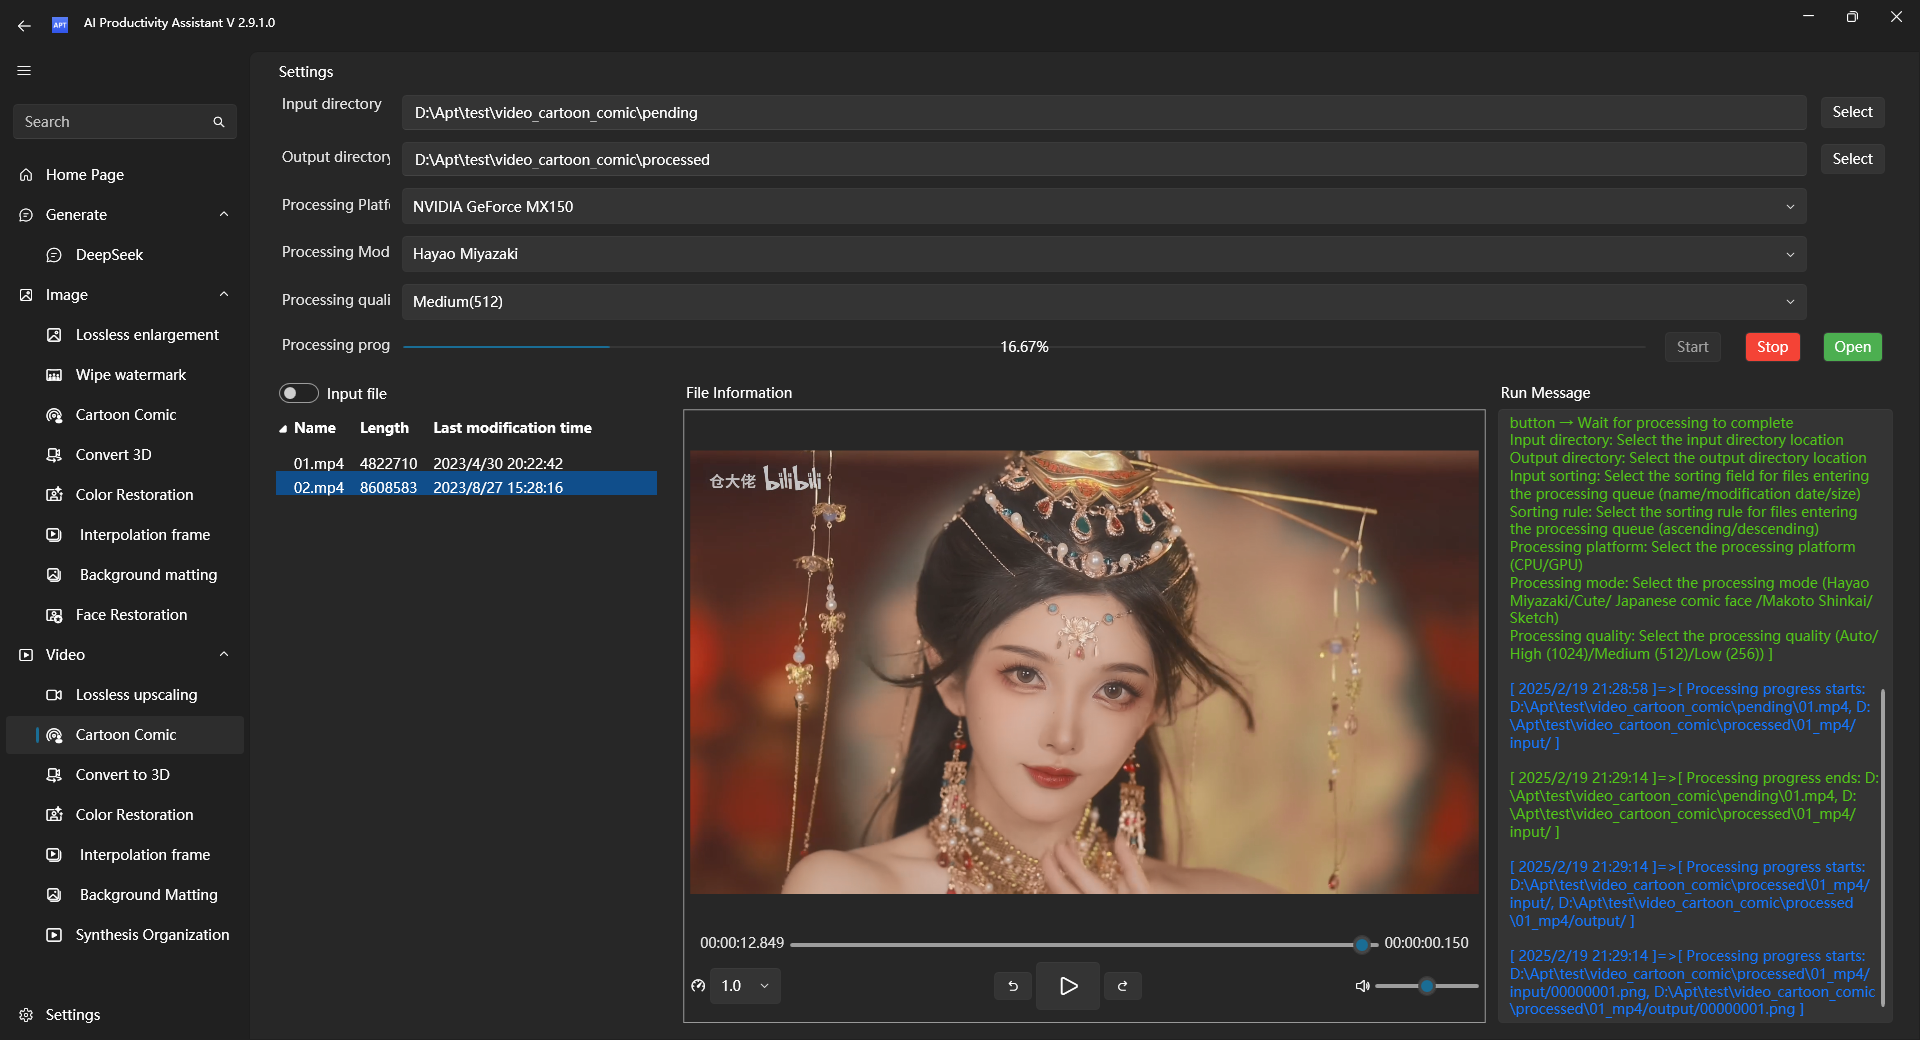 AI Productivity Assistant V 2.9.1.0
Search
Home Page
Generate
DeepSeek
Image
Lossless enlargement
Wipe watermark
Cartoon Comic
Convert 3D
Color Restoration
Interpolation frame
Background matting
Face Restoration
Video
Lossless upscaling
Cartoon Comic
Convert to 3D
Color Restoration
Interpolation frame
Background Matting
Synthesis Organization
Settings
Settings
Input directory
D:\Apt\test\video_cartoon_comic\pending
Select
Output directory
D:\Apt\test\video_cartoon_comic\processed
Select
Processing Platf
NVIDIA GeForce MX150
Processing Mod
Hayao Miyazaki
Processing quali
Medium(512)
Processing prog
16.67%
Start
Stop
Open
Input file
Name Length Last modification time
01.mp4 4822710 2023/4/30 20:22:42
02.mp4 8608583 2023/8/27 15:28:16
File Information
仓大佬 bilibili
00:00:12.849
00:00:00.150
1.0
Run Message
button → Wait for processing to complete
Input directory: Select the input directory location
Output directory: Select the output directory location
Input sorting: Select the sorting field for files entering
the processing queue (name/modification date/size)
Sorting rule: Select the sorting rule for files entering
the processing queue (ascending/descending)
Processing platform: Select the processing platform
(CPU/GPU)
Processing mode: Select the processing mode (Hayao
Miyazaki/Cute/ Japanese comic face /Makoto Shinkai/
Sketch)
Processing quality: Select the processing quality (Auto/
High (1024)/Medium (512)/Low (256)) ]
[ 2025/2/19 21:28:58 ]=>[ Processing progress starts:
D:\Apt\test\video_cartoon_comic\pending\01.mp4, D:
\Apt\test\video_cartoon_comic\processed\01_mp4/
input/ ]
[ 2025/2/19 21:29:14 ]=>[ Processing progress ends: D:
\Apt\test\video_cartoon_comic\pending\01.mp4, D:
\Apt\test\video_cartoon_comic\processed\01_mp4/
input/ ]
[ 2025/2/19 21:29:14 ]=>[ Processing progress starts:
D:\Apt\test\video_cartoon_comic\processed\01_mp4/
input/, D:\Apt\test\video_cartoon_comic\processed
\01_mp4/output/ ]
[ 2025/2/19 21:29:14 ]=>[ Processing progress starts:
D:\Apt\test\video_cartoon_comic\processed\01_mp4/
input/00000001.png, D:\Apt\test\video_cartoon_comic
\processed\01_mp4/output/00000001.png ]